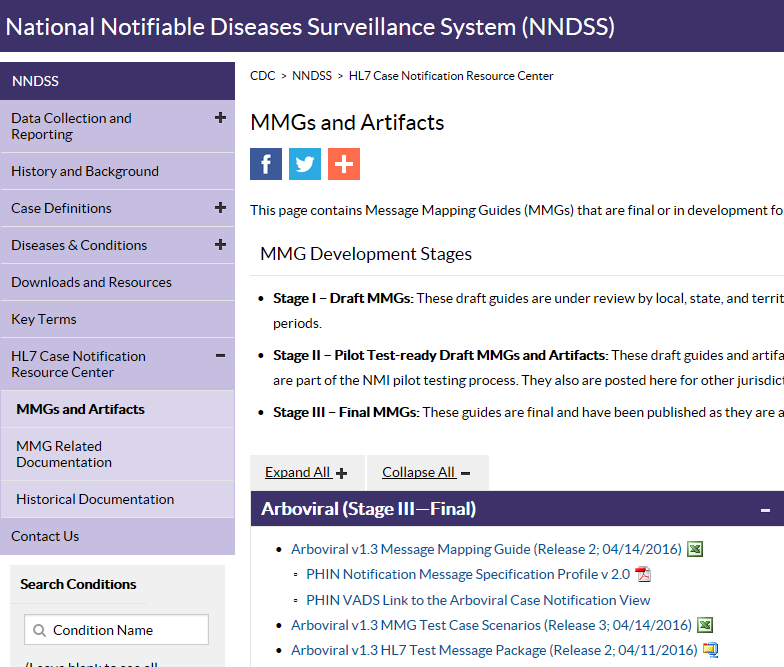 National Notifiable Diseases Surveillance System (NNDSS)
NNDSS
Data Collection and
Reporting
History and Background
Case Definitions
Diseases & Conditions
Downloads and Resources
Key Terms
HL7 Case Notification
Resource Center
MMGs and Artifacts
MMG Related
Documentation
Historical Documentation
Contact Us
Search Conditions
Condition Name
(Leave blank to see all
CDC > NNDSS > HL7 Case Notification Resource Center
MMGs and Artifacts
This page contains Message Mapping Guides (MMGs) that are final or in development fo
MMG Development Stages
• Stage I – Draft MMGs: These draft guides are under review by local, state, and territ
periods.
• Stage II – Pilot Test-ready Draft MMGs and Artifacts: These draft guides and artifa
are part of the NMI pilot testing process. They also are posted here for other jurisdict
• Stage III – Final MMGs: These guides are final and have been published as they are a
Expand All Collapse All
Arboviral (Stage III—Final)
• Arboviral v1.3 Message Mapping Guide (Release 2; 04/14/2016)
◦ PHIN Notification Message Specification Profile v 2.0
◦ PHIN VADS Link to the Arboviral Case Notification View
• Arboviral v1.3 MMG Test Case Scenarios (Release 3; 04/14/2016)
• Arboviral v1.3 HL7 Test Message Package (Release 2; 04/11/2016)